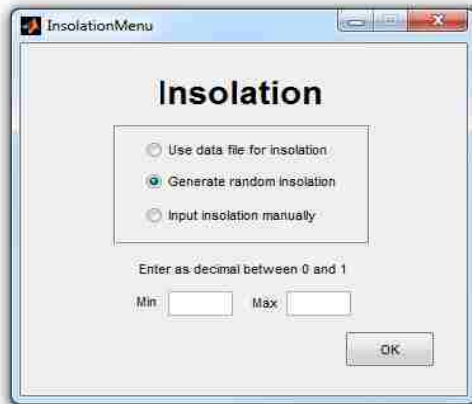 InsolationMenu
Insolation
Use data file for insolation
Generate random insolation
Input insolation manually
Enter as decimal between 0 and 1
Min Max
OK